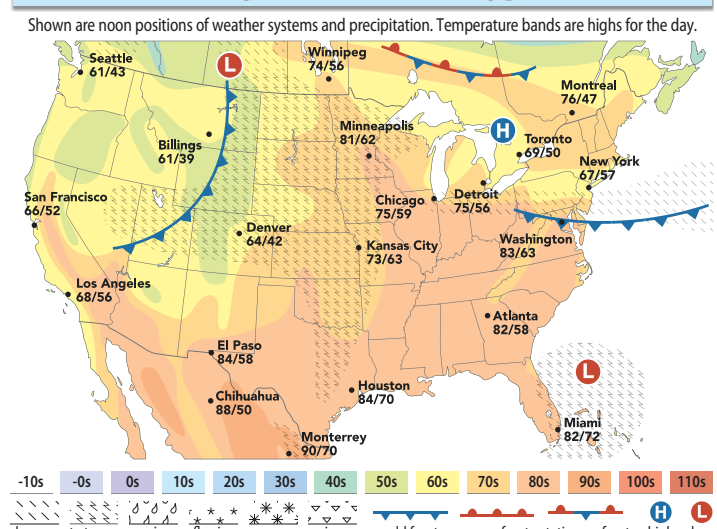 Shown are noon positions of weather systems and precipitation. Temperature bands are highs for the day.
Seattle
61/43
L
Winnipeg
74/56
Montreal
76/47
Billings
61/39
Minneapolis
81/62
H
Toronto
69/50
New York
67/57
San Francisco
66/52
Chicago
75/59
Detroit
75/56
Denver
64/42
Kansas City
73/63
Washington
83/63
Los Angeles
68/56
Atlanta
82/58
El Paso
84/58
L
Chihuahua
88/50
Houston
84/70
Miami
82/72
Monterrey
90/70
-10s -0s 0s 10s 20s 30s 40s 50s 60s 70s 80s 90s 100s 110s
H L